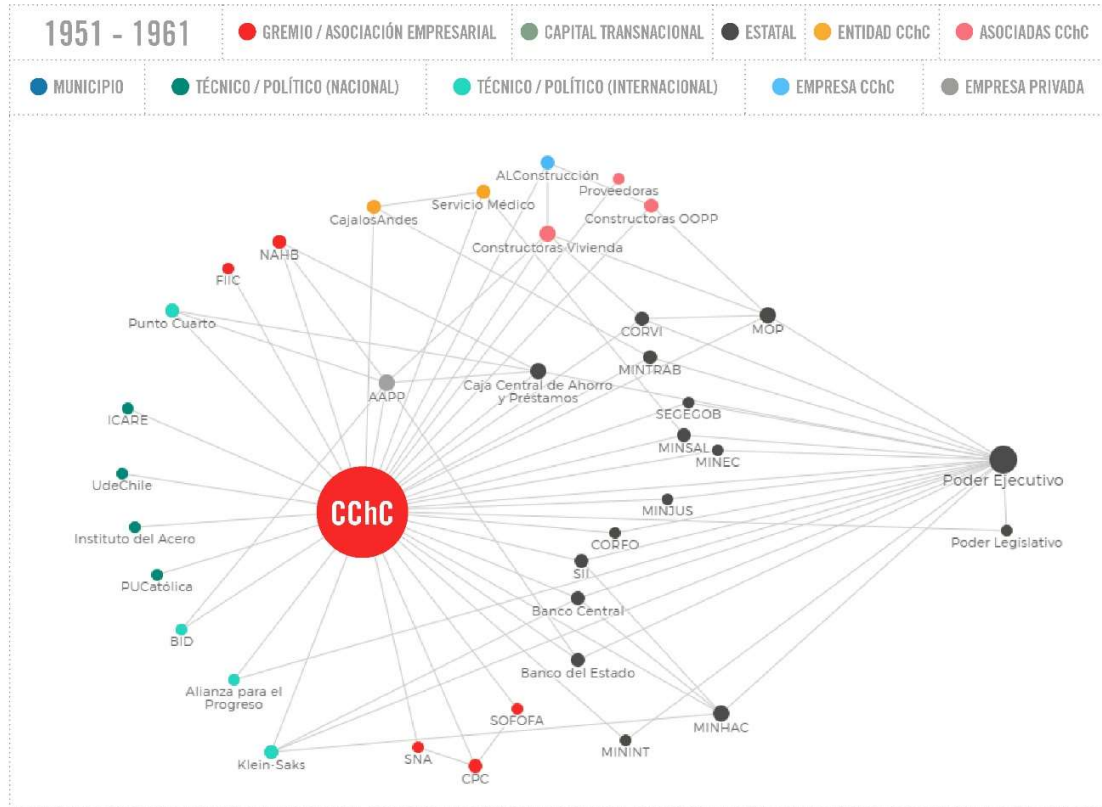 1951 - 1961
GREMIO / ASOCIACIÓN EMPRESARIAL
CAPITAL TRANSNACIONAL
ESTATAL
ENTIDAD CChC
ASOCIADAS CChC
MUNICIPIO
TÉCNICO / POLÍTICO (NACIONAL)
TÉCNICO / POLÍTICO (INTERNACIONAL)
EMPRESA CChC
EMPRESA PRIVADA
ALConstrucción
Proveedoras
Servicio Médico
CajalosAndes
Constructoras OOPP
Constructoras Vivienda
NAHB
FIIC
Punto Cuarto
CORVI
MOP
MINTRAB
Caja Central de Ahorro
y Préstamos
AAPP
SEGEGOB
ICARE
MINSAL
MINEC
Poder Ejecutivo
UdeChile
MINJUS
CChC
Instituto del Acero
CORFO
Poder Legislativo
SII
PUCatólica
Banco Central
BID
Banco del Estado
Alianza para el
Progreso
SOFOFA
MINHAC
Klein-Saks
SNA
CPC
MININT